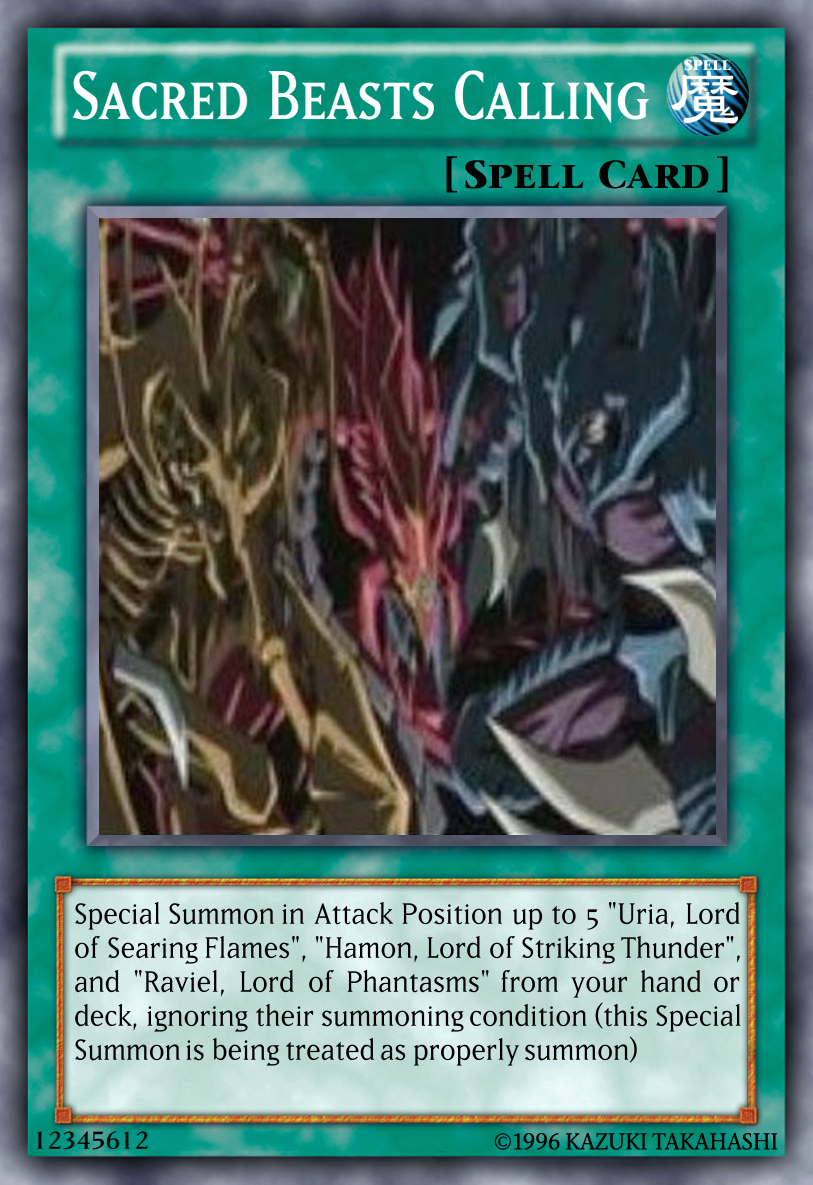 Sacred Beasts Calling
SPELL
魔
[Spell Card]
Special Summon in Attack Position up to 5 "Uria, Lord
of Searing Flames", "Hamon, Lord of Striking Thunder",
and "Raviel, Lord of Phantasms" from your hand or
deck, ignoring their summoning condition (this Special
Summon is being treated as properly summon)
12345612
©1996 KAZUKI TAKAHASHI